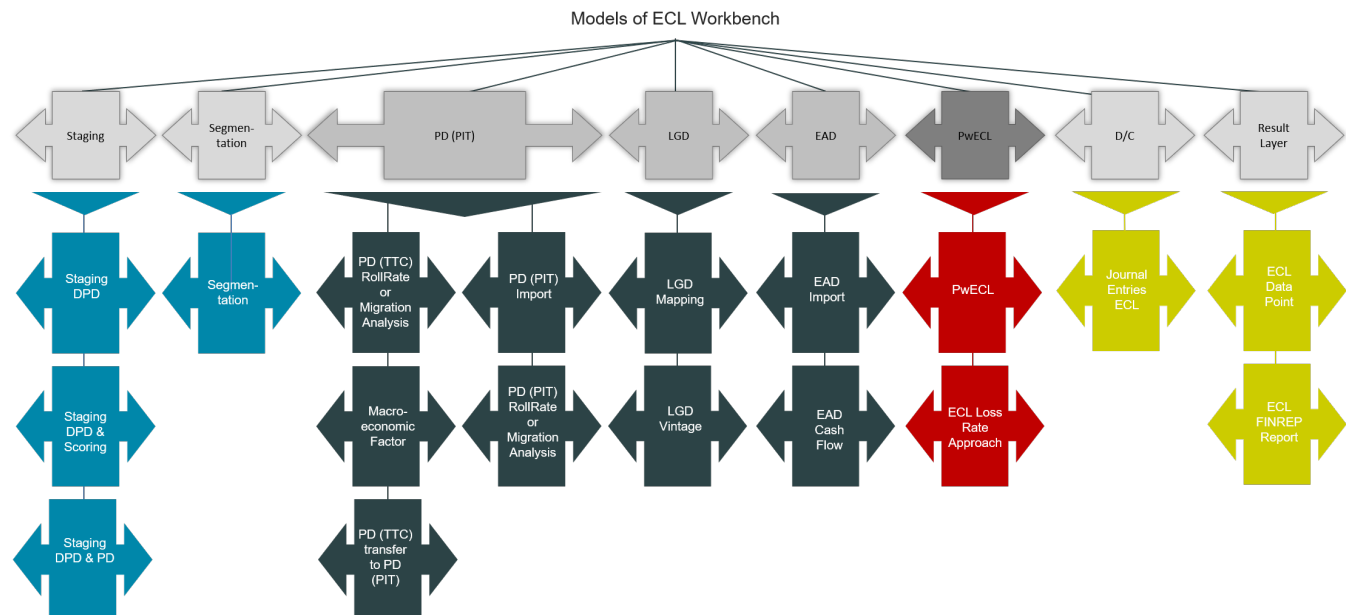 Models of ECL Workbench
Staging
Segmen-
tation
PD (PIT)
LGD
EAD
PwECL
D/C
Result
Layer
Staging
DPD
Segmen-
tation
PD (TTC)
RollRate
or
Migration
Analysis
PD (PIT)
Import
LGD
Mapping
EAD
Import
PwECL
Journal
Entries
ECL
ECL
Data
Point
Staging
DPD &
Scoring
Macro-
economic
Factor
PD (PIT)
RollRate
or
Migration
Analysis
LGD
Vintage
EAD
Cash
Flow
ECL Loss
Rate
Approach
ECL
FINREP
Report
Staging
DPD & PD
PD (TTC)
transfer
to PD
(PIT)